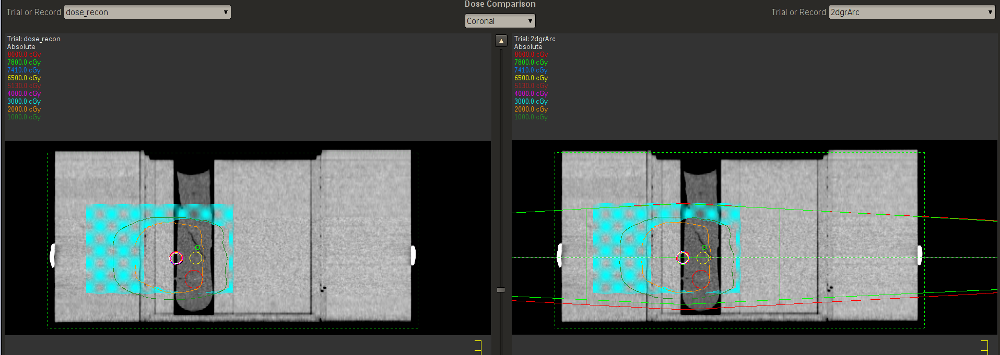 Dose Comparison
Trial or Record dose_recon
Coronal
Trial or Record 2dgrArc
Trial: dose_recon
Absolute
8000.0 cGy
7800.0 cGy
7410.0 cGy
6500.0 cGy
5130.0 cGy
4000.0 cGy
3000.0 cGy
2000.0 cGy
1000.0 cGy
Trial: 2dgrArc
Absolute
8000.0 cGy
7800.0 cGy
7410.0 cGy
6500.0 cGy
5130.0 cGy
4000.0 cGy
3000.0 cGy
2000.0 cGy
1000.0 cGy